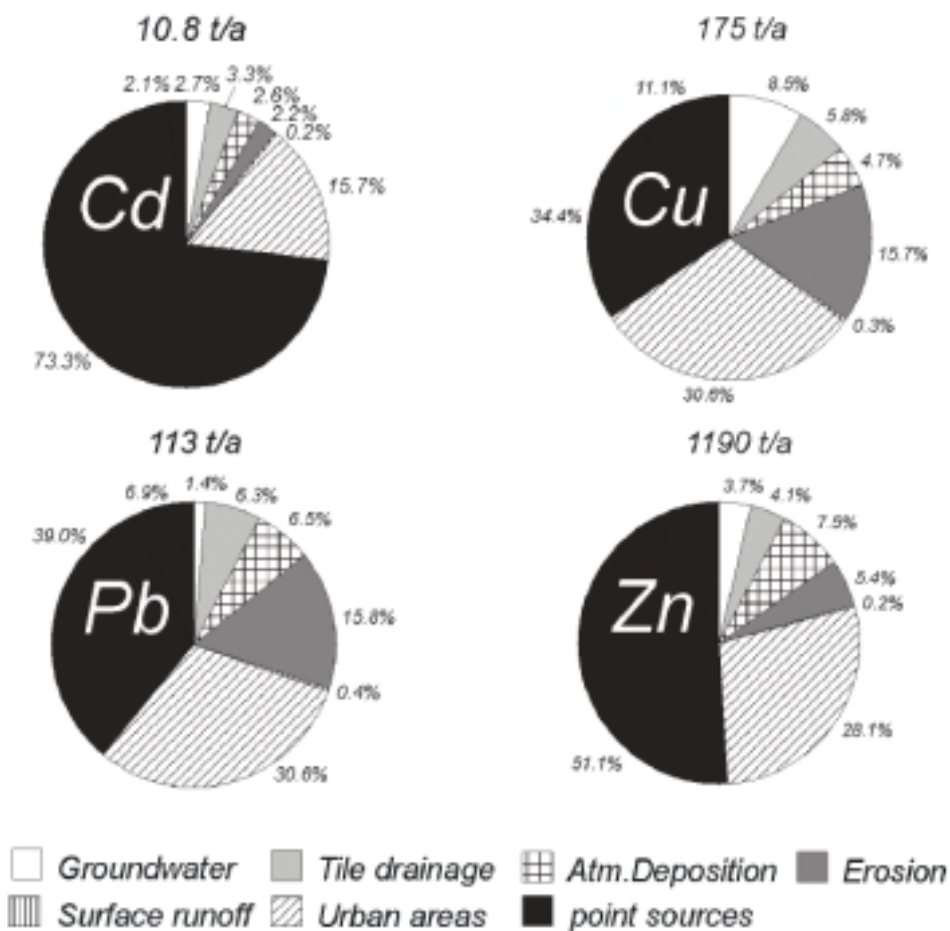 10.8 t/a
2.1% 2.7% 3.3%
2.6%
2.2%
0.2%
15.7%
Cd
73.3%
175 t/a
11.1%
8.5%
5.8%
4.7%
34.4%
Cu
15.7%
0.3%
30.6%
113 t/a
6.9% 1.4% 6.3%
6.5%
39.0%
Pb
15.8%
0.4%
30.6%
1190 t/a
3.7% 4.1%
7.5%
5.4%
0.2%
Zn
28.1%
51.1%
Groundwater Tile drainage Atm.Deposition Erosion
Surface runoff Urban areas point sources